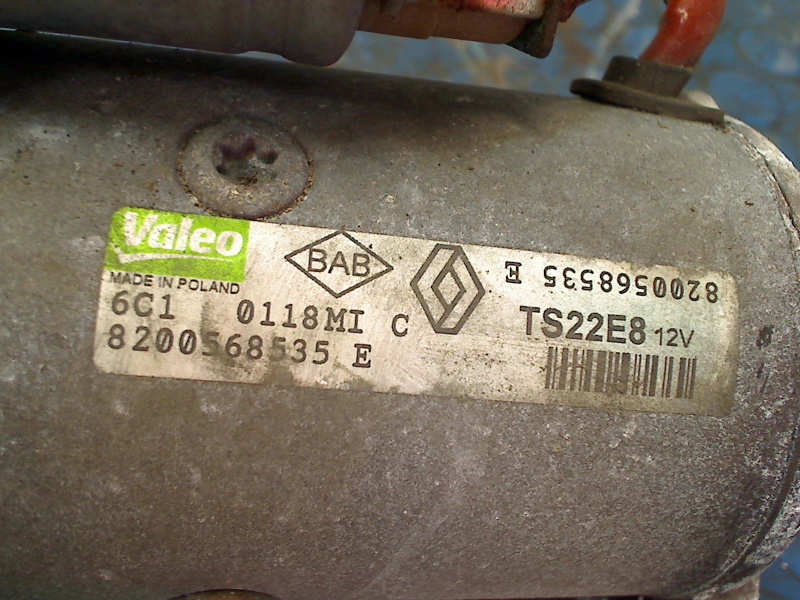 Valeo
MADE IN POLAND
BAB
8200568535 E
6C1 0118MI C
TS22E8 12V
8200568535 E